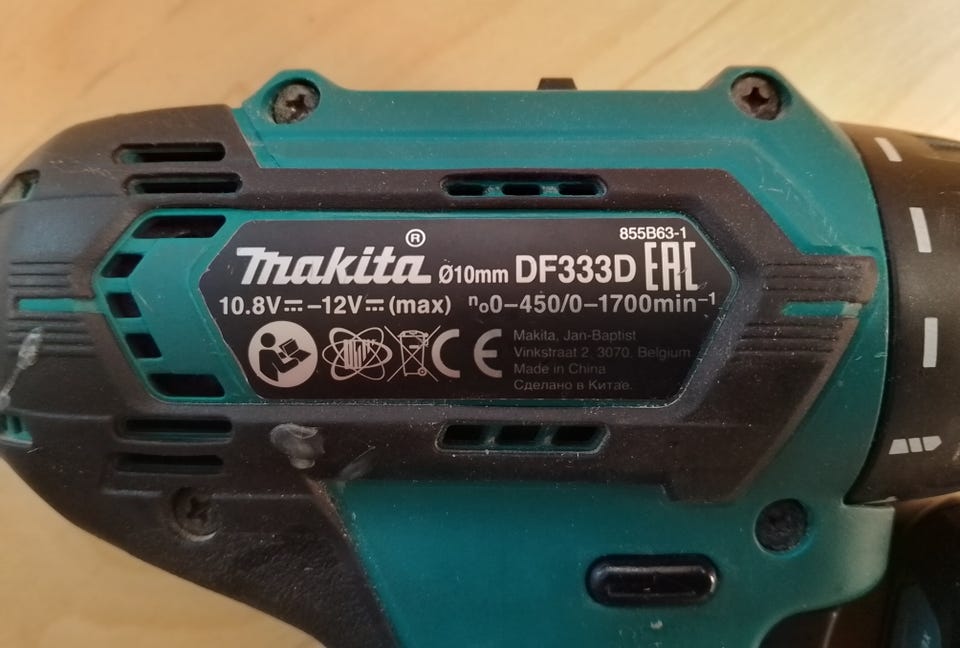 855B63-1
makita® Ø10mm DF333D EAC
10.8V⎓–12V⎓(max) n₀0–450/0–1700min⁻¹
CE
Makita, Jan-Baptist
Vinkstraat 2, 3070, Belgium
Made in China
Сделано в Китае.